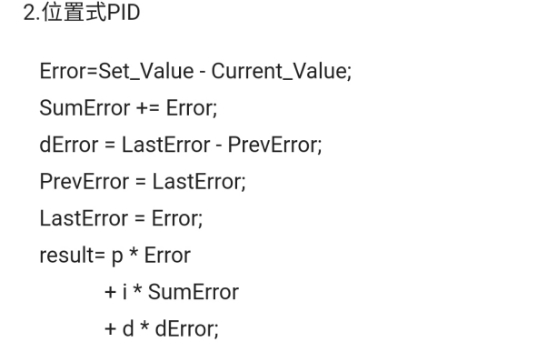 2.位置式PID
Error=Set_Value - Current_Value;
SumError += Error;
dError = LastError - PrevError;
PrevError = LastError;
LastError = Error;
result= p * Error
+ i * SumError
+ d * dError;